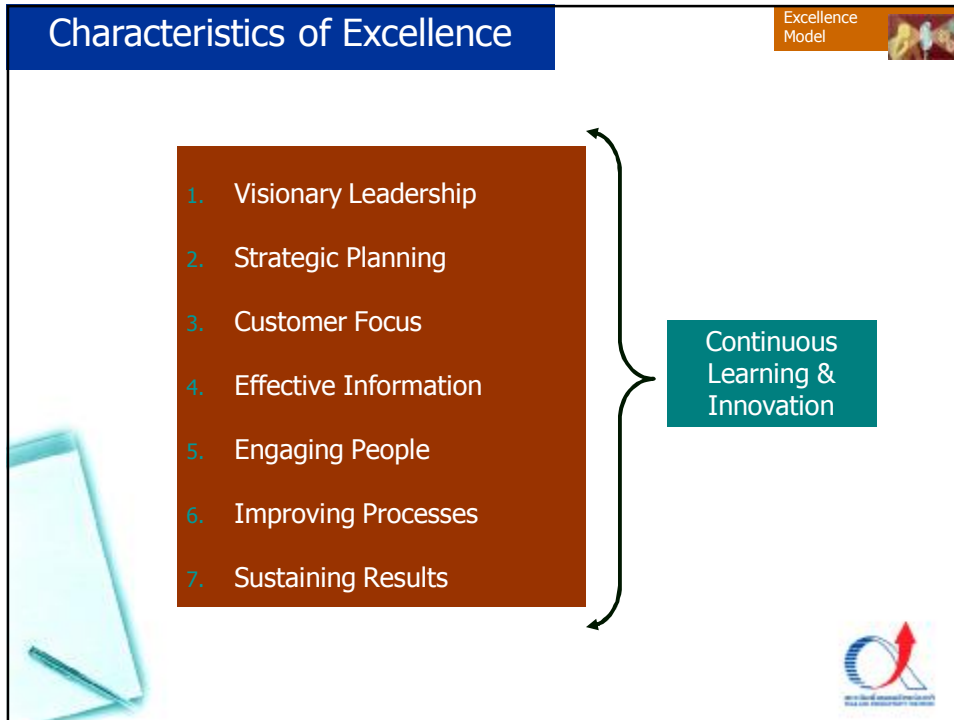 Characteristics of Excellence
Excellence
Model
1. Visionary Leadership
2. Strategic Planning
3. Customer Focus
4. Effective Information
5. Engaging People
6. Improving Processes
7. Sustaining Results
Continuous
Learning &
Innovation